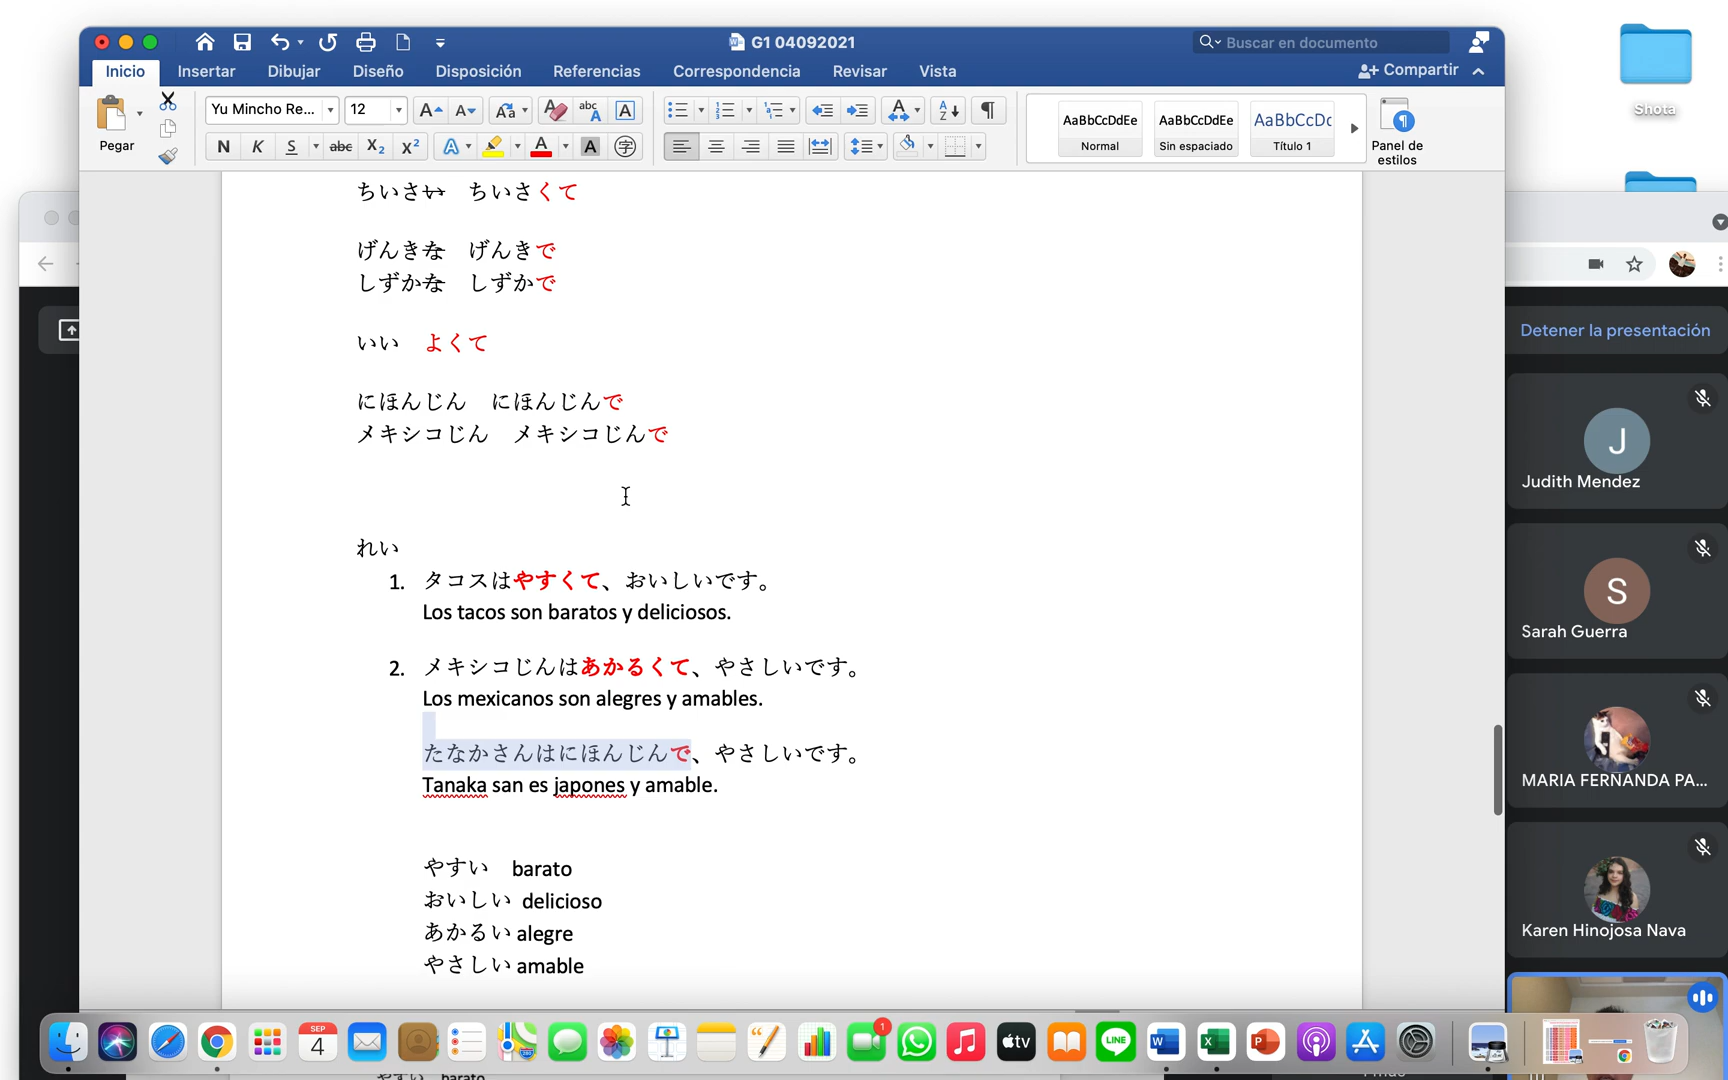 G1 04092021
Buscar en documento
Inicio Insertar Dibujar Diseño Disposición Referencias Correspondencia Revisar Vista
Compartir
Shota
Pegar
Yu Mincho Re... 12
AaBbCcDdEe AaBbCcDdEe AaBbCcDc
Normal Sin espaciado Título 1
Panel de estilos
ちいさい ちいさくて
げんきな げんきで
しずかな しずかで
いい よくて
にほんじん にほんじんで
メキシコじん メキシコじんで
れい
1. タコスはやすくて、おいしいです。
Los tacos son baratos y deliciosos.
2. メキシコじんはあかるくて、やさしいです。
Los mexicanos son alegres y amables.
たなかさんはにほんじんで、やさしいです。
Tanaka san es japones y amable.
やすい barato
おいしい delicioso
あかるい alegre
やさしい amable
Detener la presentación
J
Judith Mendez
S
Sarah Guerra
MARIA FERNANDA PA...
Karen Hinojosa Nava
SEP
4
1
tv
LINE